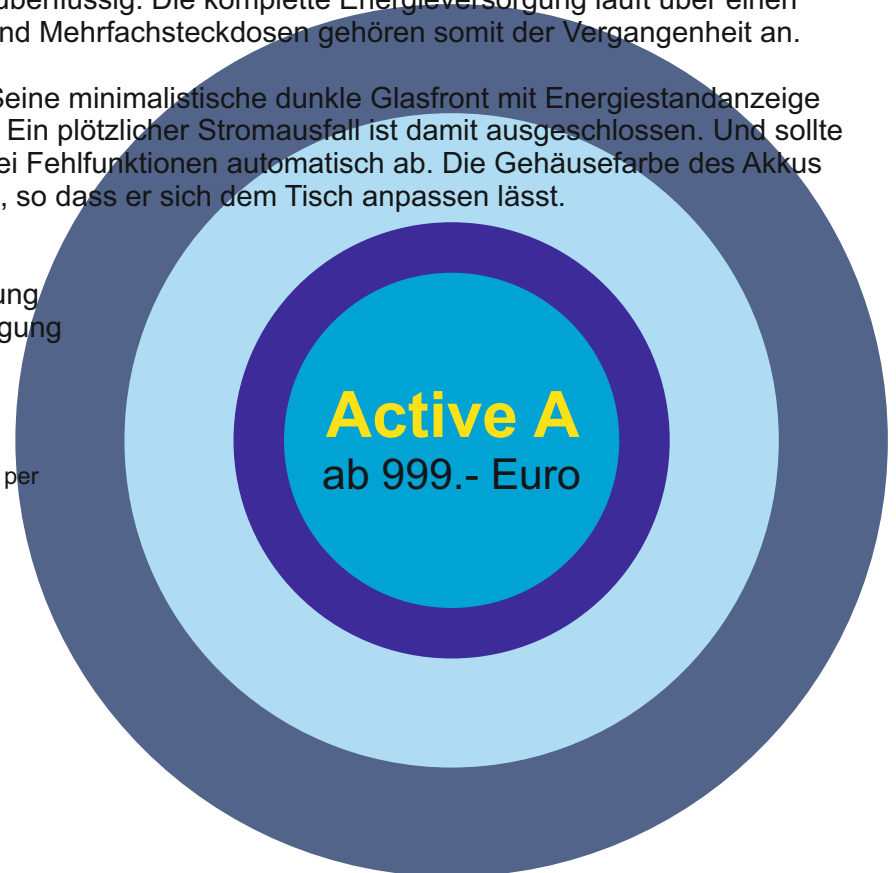 überflüssig. Die komplette Energieversorgung läuft über einen
nd Mehrfachsteckdosen gehören somit der Vergangenheit an.
Seine minimalistische dunkle Glasfront mit Energiestandanzeige
Ein plötzlicher Stromausfall ist damit ausgeschlossen. Und sollte
ei Fehlfunktionen automatisch ab. Die Gehäusefarbe des Akkus
, so dass er sich dem Tisch anpassen lässt.
ung
gung
per
Active A
ab 999.- Euro